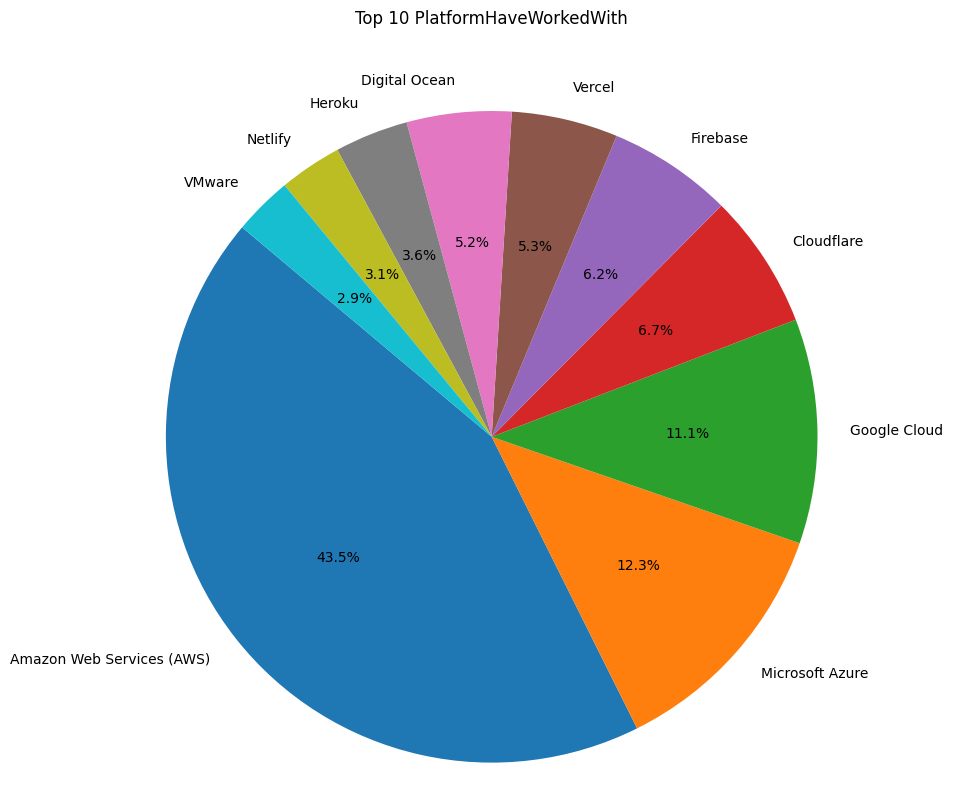 Top 10 PlatformHaveWorkedWith
Digital Ocean
Vercel
Heroku
Firebase
Netlify
VMware
Cloudflare
5.2%
5.3%
3.6%
6.2%
3.1%
2.9%
6.7%
Google Cloud
11.1%
43.5%
12.3%
Amazon Web Services (AWS)
Microsoft Azure